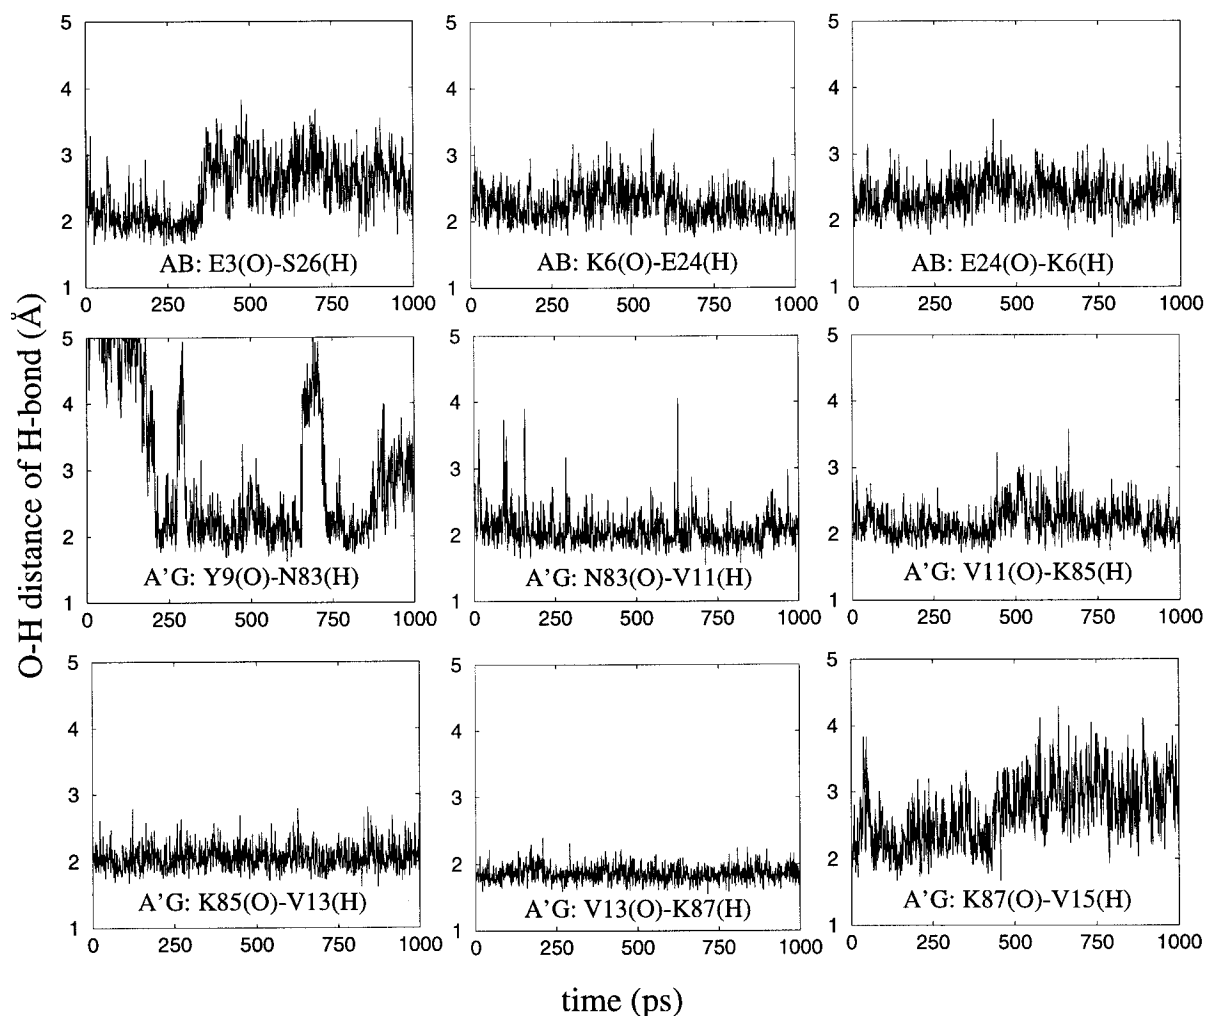 O-H distance of H-bond (Å)
5
4
3
2
1
0 250 500 750 1000
AB: E3(O)-S26(H)
5
4
3
2
1
0 250 500 750 1000
AB: K6(O)-E24(H)
5
4
3
2
1
0 250 500 750 1000
AB: E24(O)-K6(H)
5
4
3
2
1
0 250 500 750 1000
A'G: Y9(O)-N83(H)
5
4
3
2
1
0 250 500 750 1000
A'G: N83(O)-V11(H)
5
4
3
2
1
0 250 500 750 1000
A'G: V11(O)-K85(H)
5
4
3
2
1
0 250 500 750 1000
A'G: K85(O)-V13(H)
5
4
3
2
1
0 250 500 750 1000
A'G: V13(O)-K87(H)
5
4
3
2
1
0 250 500 750 1000
A'G: K87(O)-V15(H)
time (ps)